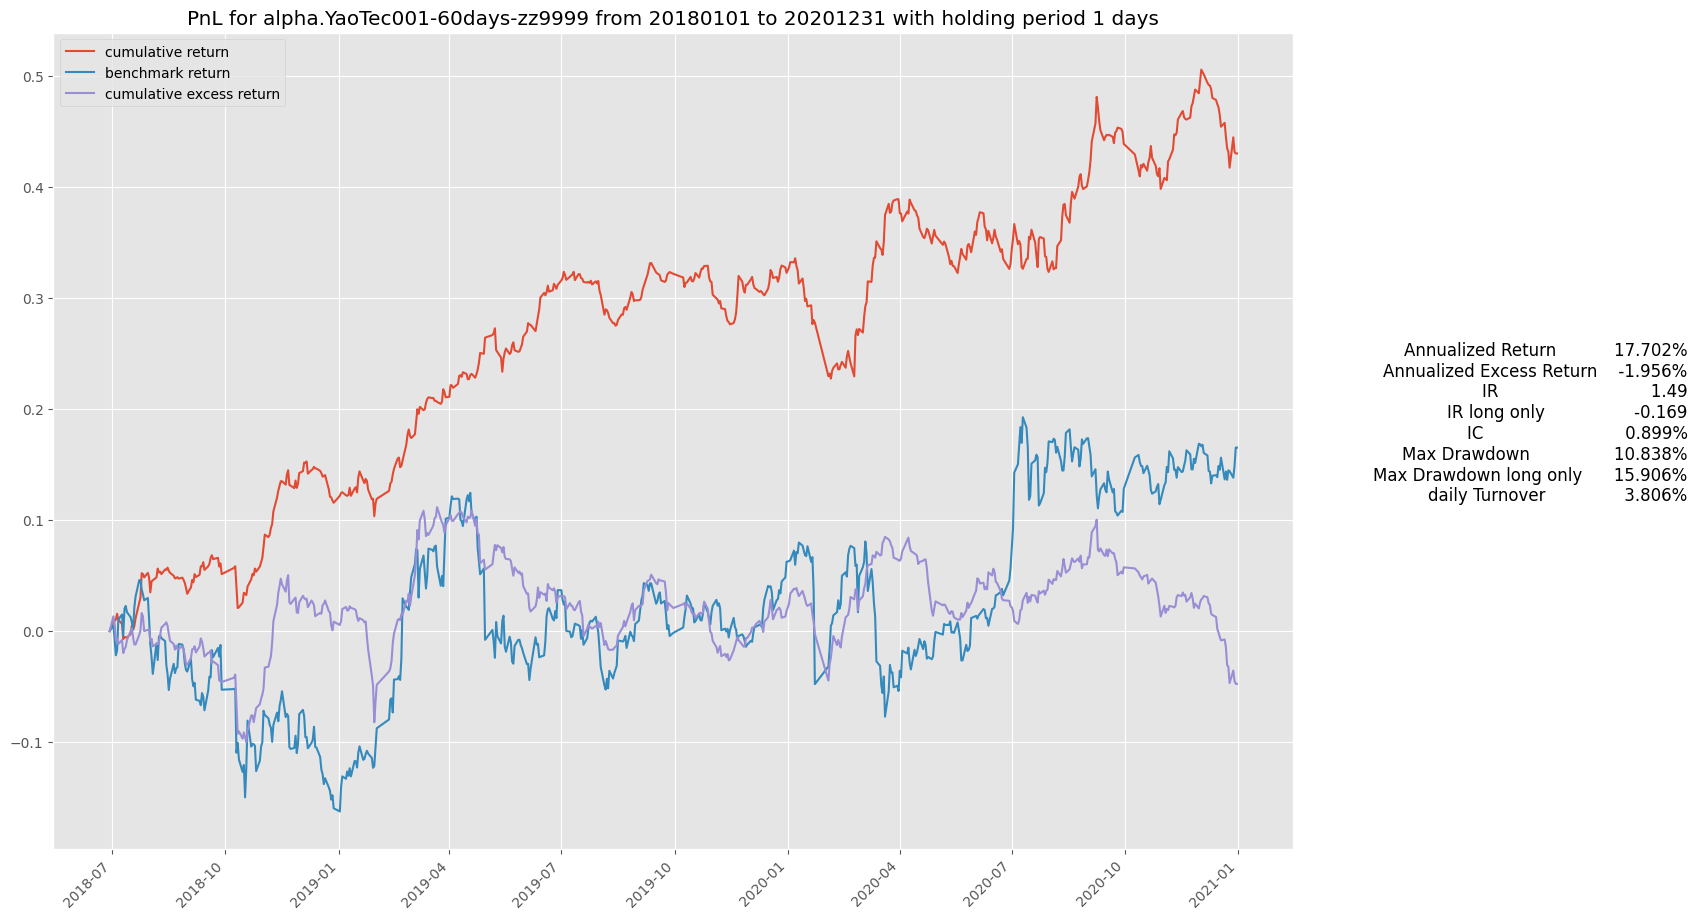 PnL for alpha.YaoTec001-60days-zz9999 from 20180101 to 20201231 with holding period 1 days
cumulative return
benchmark return
cumulative excess return
0.5
0.4
0.3
0.2
0.1
0.0
−0.1
2018-07
2018-10
2019-01
2019-04
2019-07
2019-10
2020-01
2020-04
2020-07
2020-10
2021-01
Annualized Return 17.702%
Annualized Excess Return -1.956%
IR 1.49
IR long only -0.169
IC 0.899%
Max Drawdown 10.838%
Max Drawdown long only 15.906%
daily Turnover 3.806%